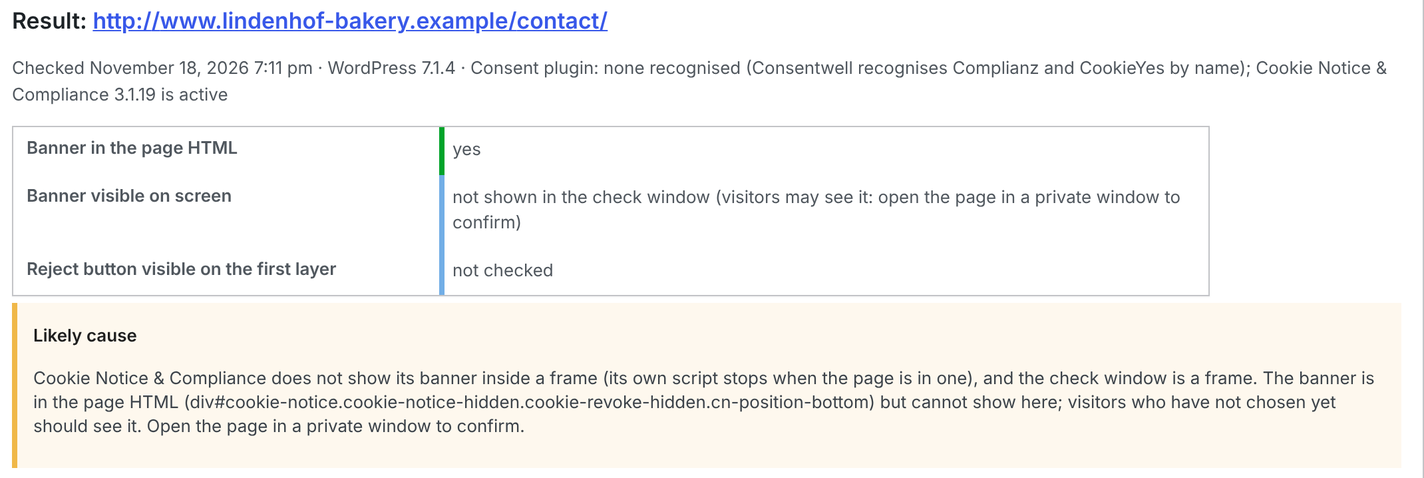 Result: http://www.lindenhof-bakery.example/contact/
Checked November 18, 2026 7:11 pm · WordPress 7.1.4 · Consent plugin: none recognised (Consentwell recognises Complianz and CookieYes by name); Cookie Notice &
Compliance 3.1.19 is active
Banner in the page HTML
yes
Banner visible on screen
not shown in the check window (visitors may see it: open the page in a private window to
confirm)
Reject button visible on the first layer
not checked
Likely cause
Cookie Notice & Compliance does not show its banner inside a frame (its own script stops when the page is in one), and the check window is a frame. The banner is
in the page HTML (div#cookie-notice.cookie-notice-hidden.cookie-revoke-hidden.cn-position-bottom) but cannot show here; visitors who have not chosen yet
should see it. Open the page in a private window to confirm.